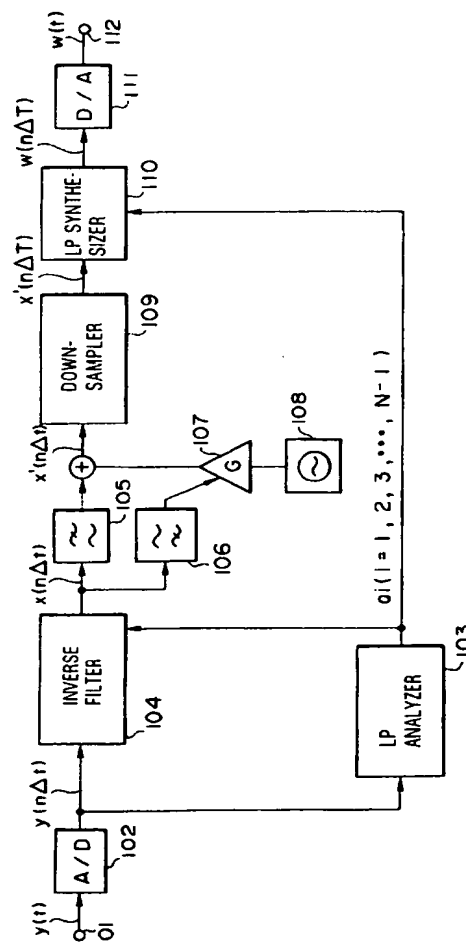 y(t)
01
A/D
102
y(nΔt)
INVERSE
FILTER
104
x(nΔt)
105
106
x'(nΔt)
G
107
108
DOWN-
SAMPLER
109
x'(nΔT)
LP SYNTHE-
SIZER
110
w(nΔT)
D/A
111
w(t)
112
LP
ANALYZER
103
ai(i=1, 2, 3, ···, N-1)